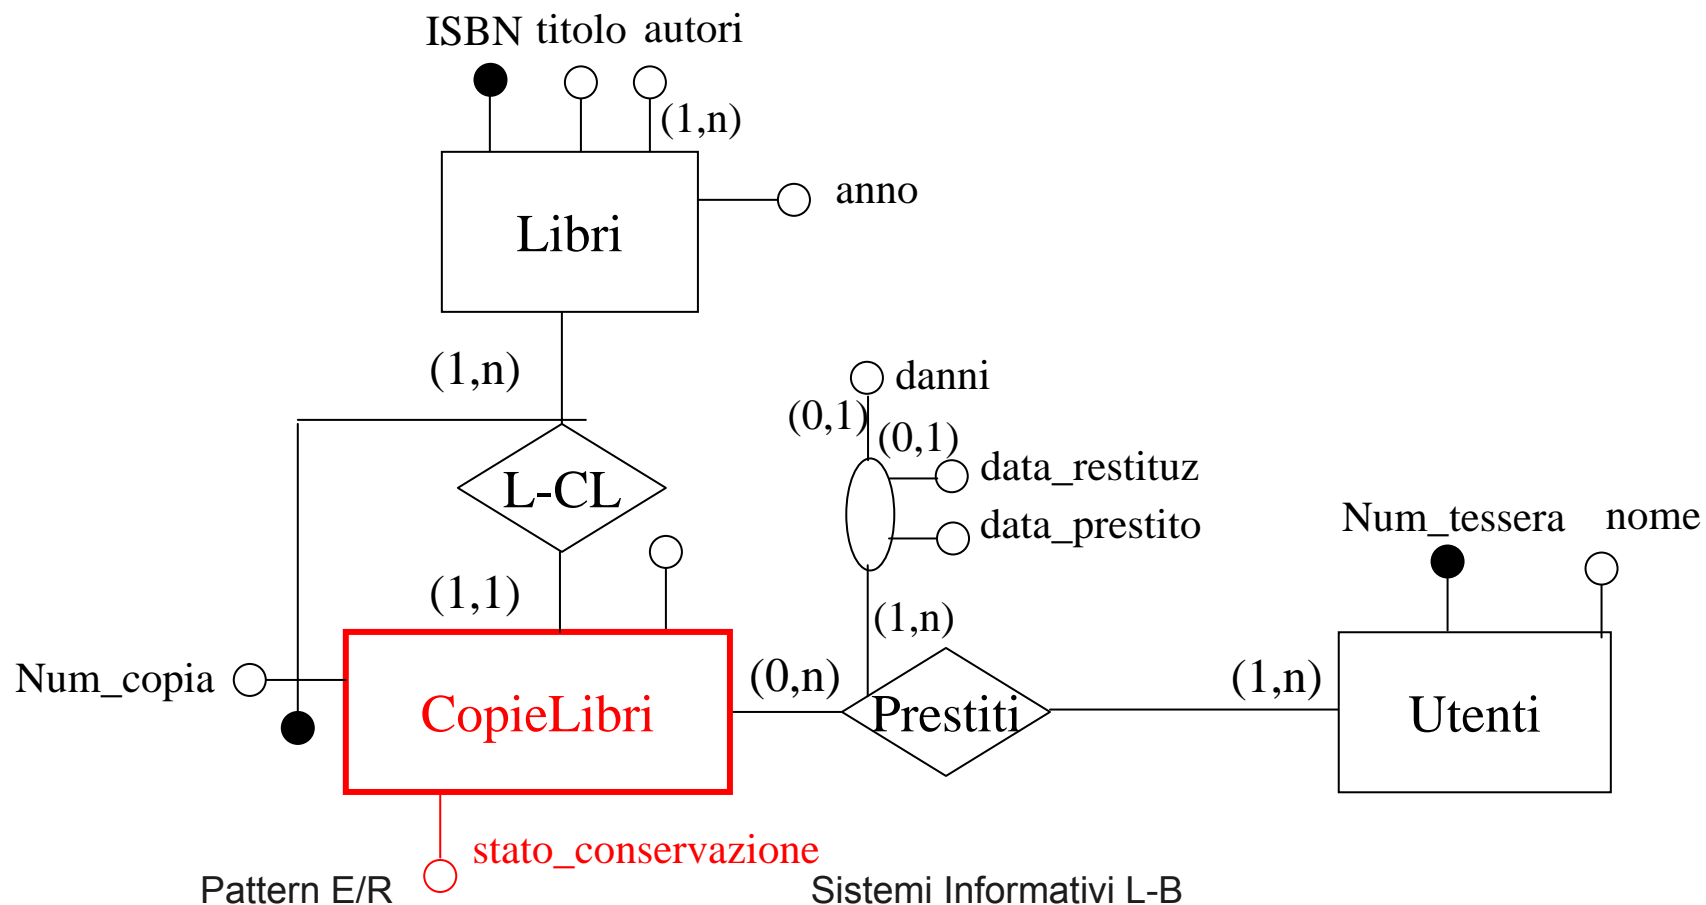 ISBN titolo autori
(1,n)
anno
Libri
(1,n)
danni
(0,1)
(0,1)
data_restituz
L-CL
data_prestito
Num_tessera nome
(1,1)
(1,n)
Num_copia
(0,n)
(1,n)
CopieLibri
Prestiti
Utenti
stato_conservazione
Pattern E/R
Sistemi Informativi L-B